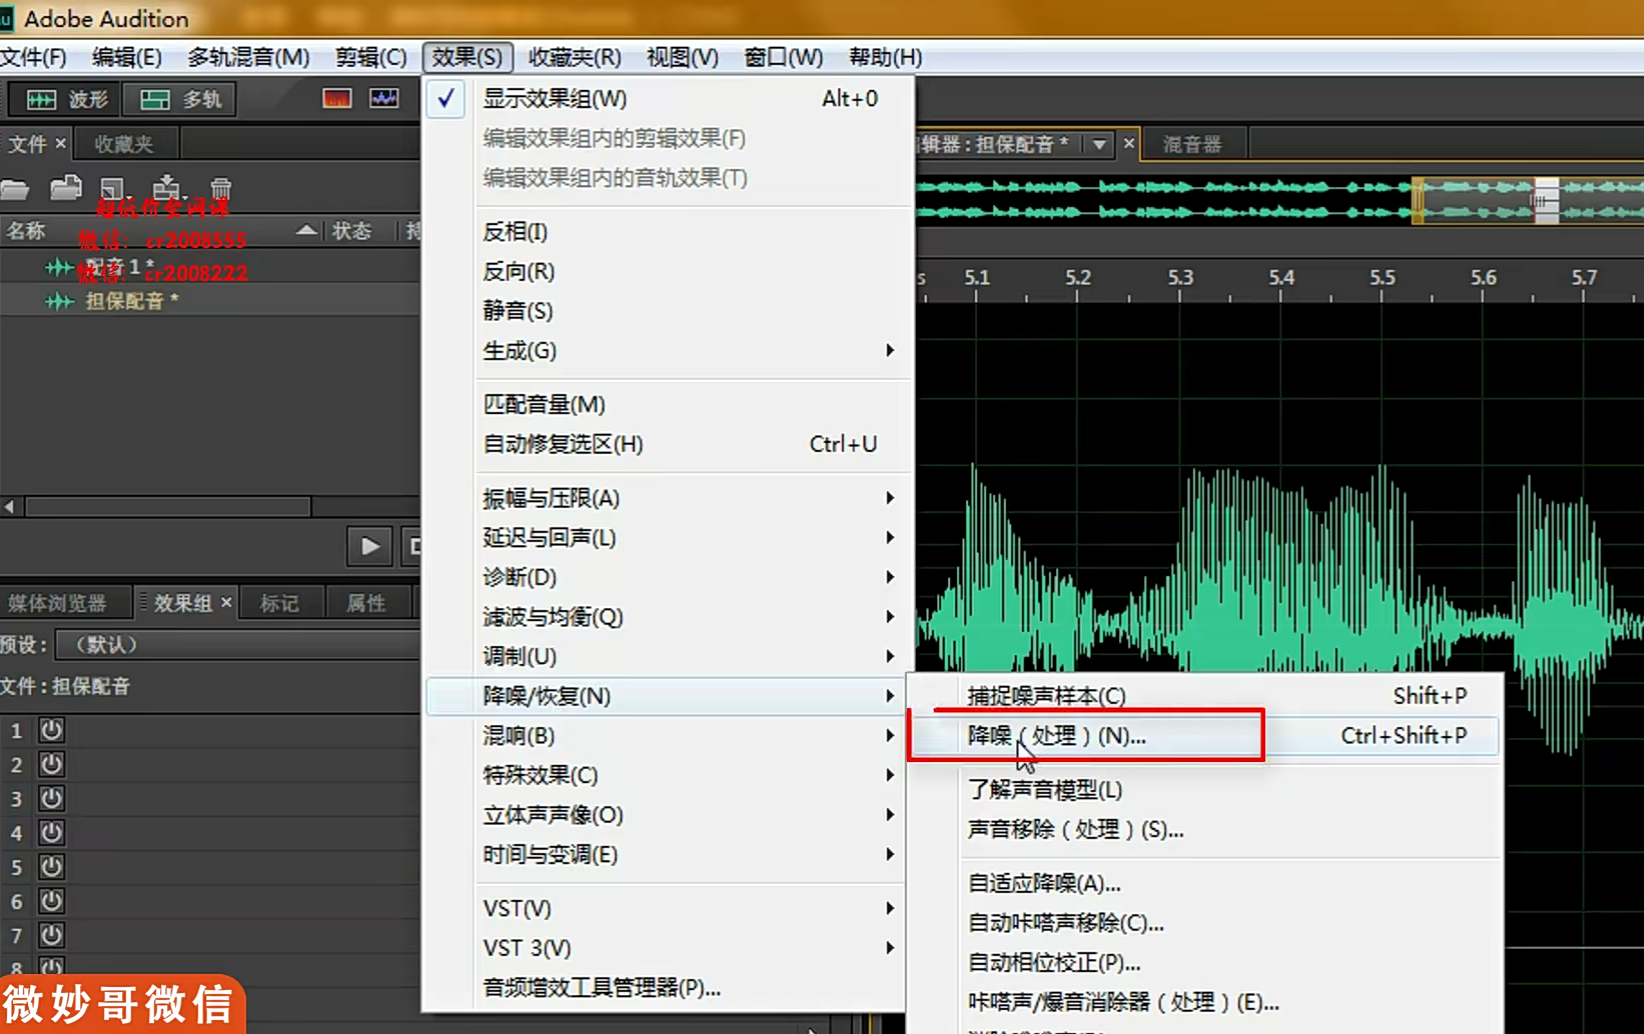 Adobe Audition
文件(F) 编辑(E) 多轨混音(M) 剪辑(C) 效果(S) 收藏夹(R) 视图(V) 窗口(W) 帮助(H)
波形 多轨
文件 × 收藏夹
超低价全网课
名称 状态 持
微信: cr2008555
配音 1 *
微信: cr2008222
担保配音 *
媒体浏览器 效果组 × 标记 属性
预设: (默认)
文件:担保配音
1
2
3
4
5
6
7
8
微妙哥微信
显示效果组(W) Alt+0
编辑效果组内的剪辑效果(F)
编辑效果组内的音轨效果(T)
反相(I)
反向(R)
静音(S)
生成(G)
匹配音量(M)
自动修复选区(H) Ctrl+U
振幅与压限(A)
延迟与回声(L)
诊断(D)
滤波与均衡(Q)
调制(U)
降噪/恢复(N)
混响(B)
特殊效果(C)
立体声声像(O)
时间与变调(E)
VST(V)
VST 3(V)
音频增效工具管理器(P)...
辑器:担保配音 * × 混音器
s 5.1 5.2 5.3 5.4 5.5 5.6 5.7
捕捉噪声样本(C) Shift+P
降噪(处理)(N)... Ctrl+Shift+P
了解声音模型(L)
声音移除(处理)(S)...
自适应降噪(A)...
自动咔嗒声移除(C)...
自动相位校正(P)...
咔嗒声/爆音消除器(处理)(E)...